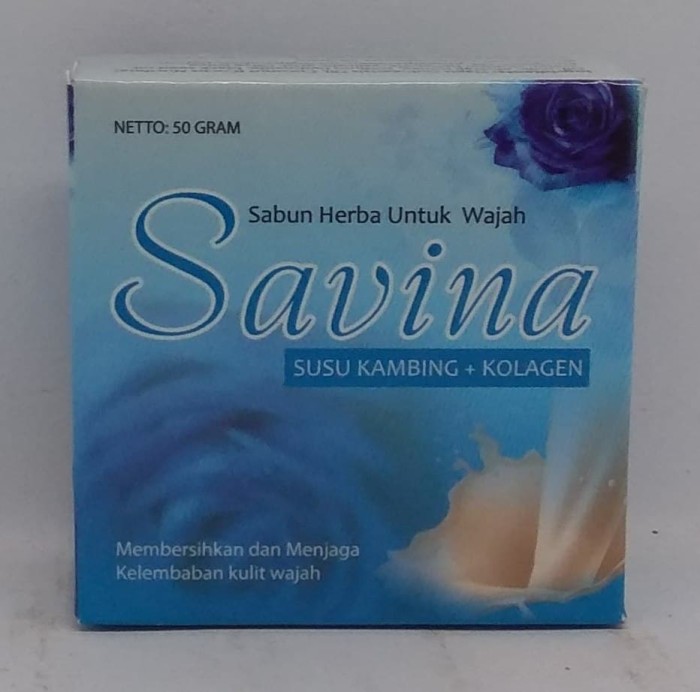 NETTO: 50 GRAM
Sabun Herba Untuk Wajah
Savina
SUSU KAMBING + KOLAGEN
Membersihkan dan Menjaga
Kelembaban kulit wajah